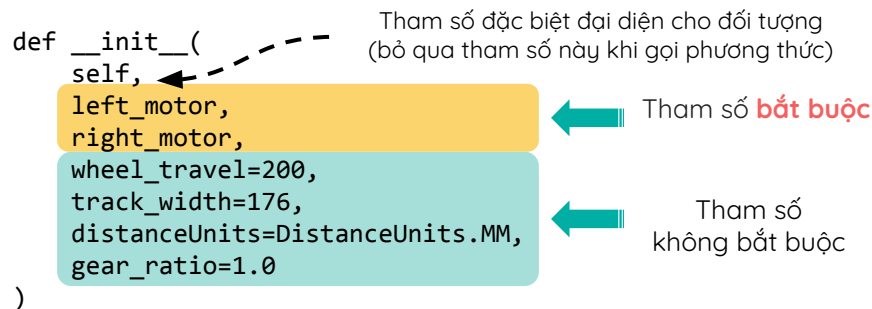 def __init__(
self,
left_motor,
right_motor,
wheel_travel=200,
track_width=176,
distanceUnits=DistanceUnits.MM,
gear_ratio=1.0
)
Tham số đặc biệt đại diện cho đối tượng
(bỏ qua tham số này khi gọi phương thức)
Tham số bắt buộc
Tham số
không bắt buộc